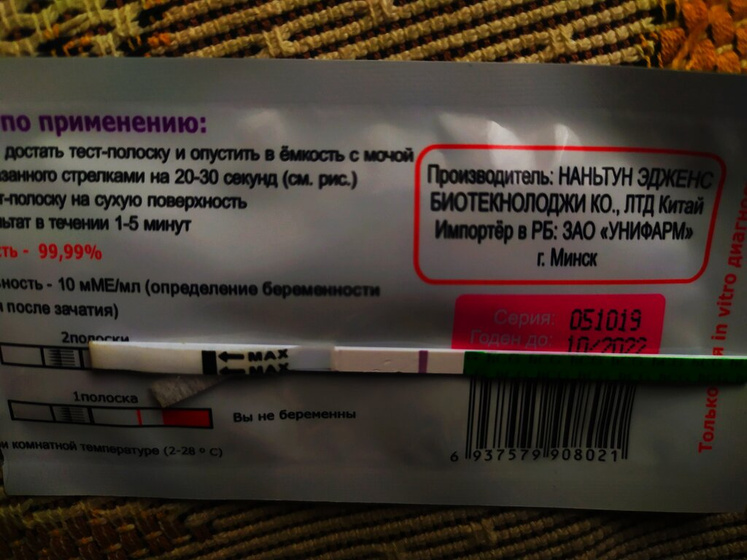 по применению:
достать тест-полоску и опустить в ёмкость с мочой
занного стрелками на 20-30 секунд (см. рис.)
т-полоску на сухую поверхность
ьтат в течении 1-5 минут
ть - 99,99%
ность - 10 мМЕ/мл (определение беременности
после зачатия)
2полоски
MAX
MAX
1полоска
Вы не беременны
и комнатной температуре (2-28 ° С)
Производитель: НАНЬТУН ЭДЖЕНС
БИОТЕКНОЛОДЖИ КО., ЛТД Китай
Импортёр в РБ: ЗАО «УНИФАРМ»
г. Минск
Серия: 051019
Годен до: 10/2022
6 937579 908021
Только
я in vitro диагно